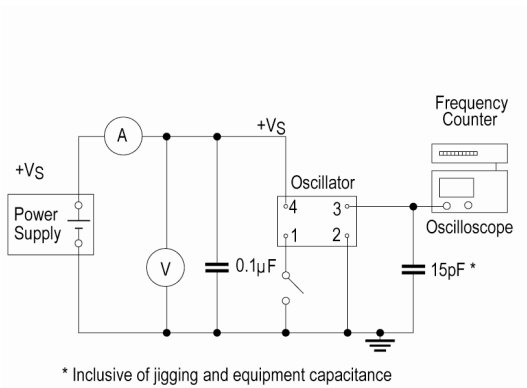 Frequency
Counter
A
+VS
+VS
Oscillator
Power
Supply
4
3
1
2
Oscilloscope
V
0.1µF
15pF *
* Inclusive of jigging and equipment capacitance